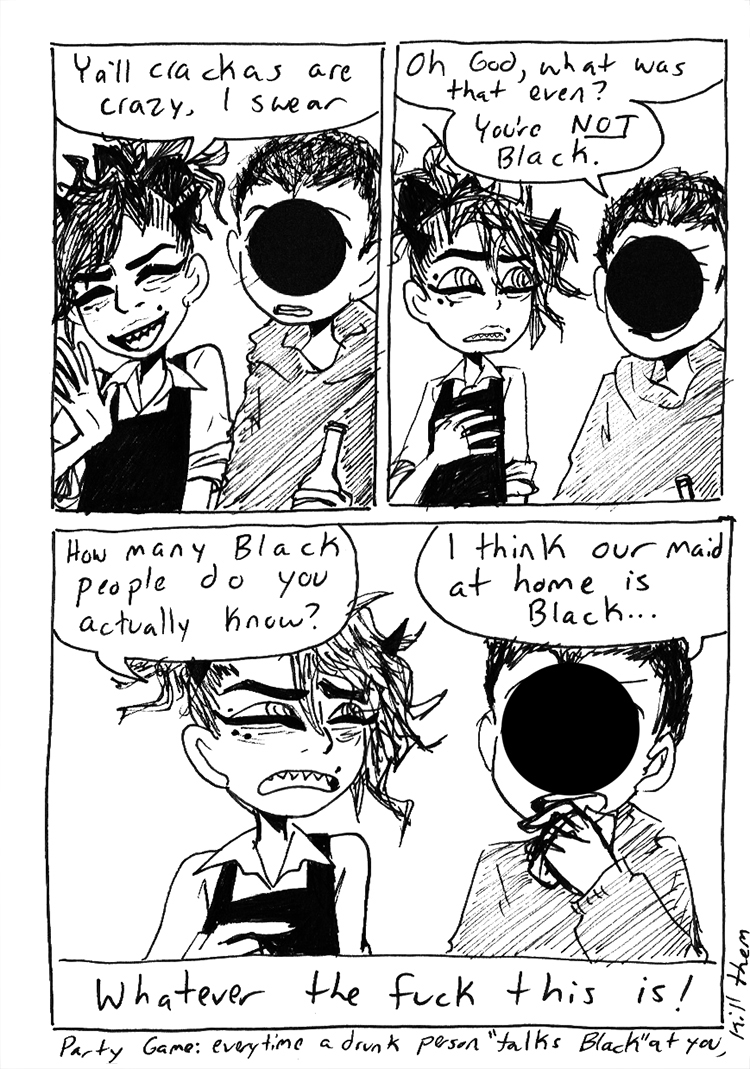 Ya'll crackas are
crazy, I swear
Oh God, what was
that even?
You're NOT
Black.
How many Black
people do you
actually know?
I think our maid
at home is
Black...
Whatever the fuck this is!
Party Game: everytime a drunk person "talks Black" at you,
kill them